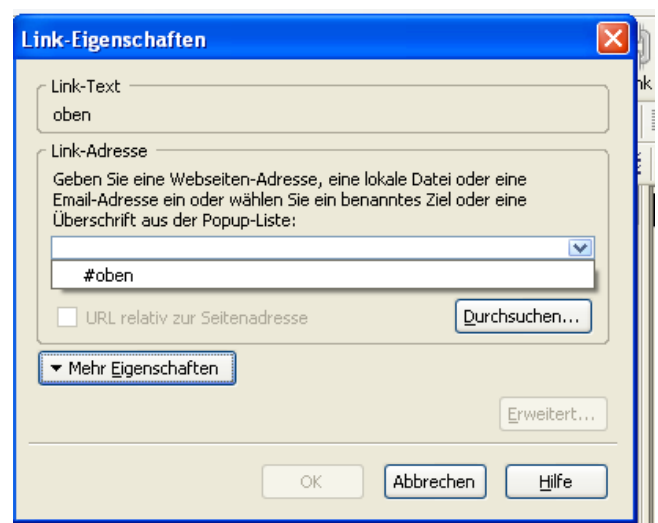 Link-Eigenschaften
Link-Text
oben
Link-Adresse
Geben Sie eine Webseiten-Adresse, eine lokale Datei oder eine
Email-Adresse ein oder wählen Sie ein benanntes Ziel oder eine
Überschrift aus der Popup-Liste:
#oben
URL relativ zur Seitenadresse
Durchsuchen...
Mehr Eigenschaften
Erweitert...
OK
Abbrechen
Hilfe